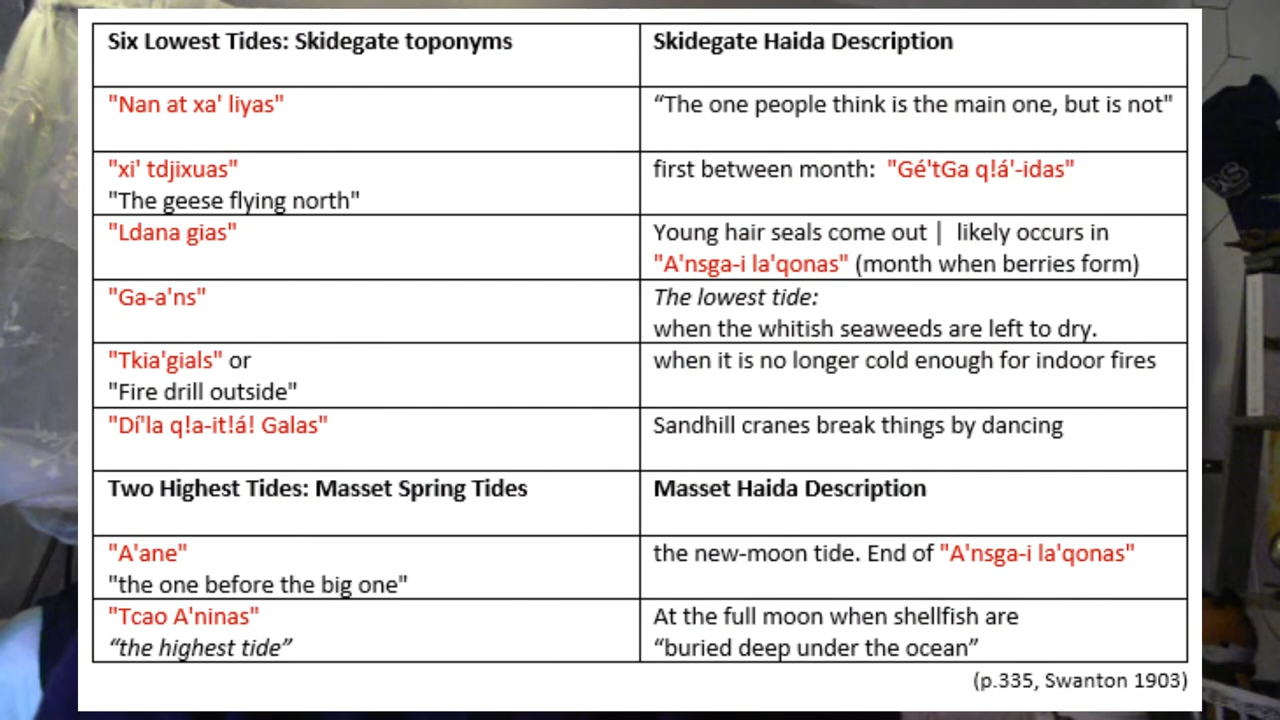 Six Lowest Tides: Skidegate toponyms
Skidegate Haida Description
"Nan at xa' liyas"
“The one people think is the main one, but is not"
"xi' tdjixuas"
"The geese flying north"
first between month:  "Gé'tGa q!á'-idas"
"Ldana gias"
Young hair seals come out |  likely occurs in
"A'nsga-i la'qonas" (month when berries form)
"Ga-a'ns"
The lowest tide:
when the whitish seaweeds are left to dry.
"Tkia'gials" or
"Fire drill outside"
when it is no longer cold enough for indoor fires
"Dí'la q!a-it!á! Galas"
Sandhill cranes break things by dancing
Two Highest Tides: Masset Spring Tides
Masset Haida Description
"A'ane"
"the one before the big one"
the new-moon tide. End of "A'nsga-i la'qonas"
"Tcao A'ninas"
“the highest tide”
At the full moon when shellfish are
“buried deep under the ocean”
(p.335, Swanton 1903)